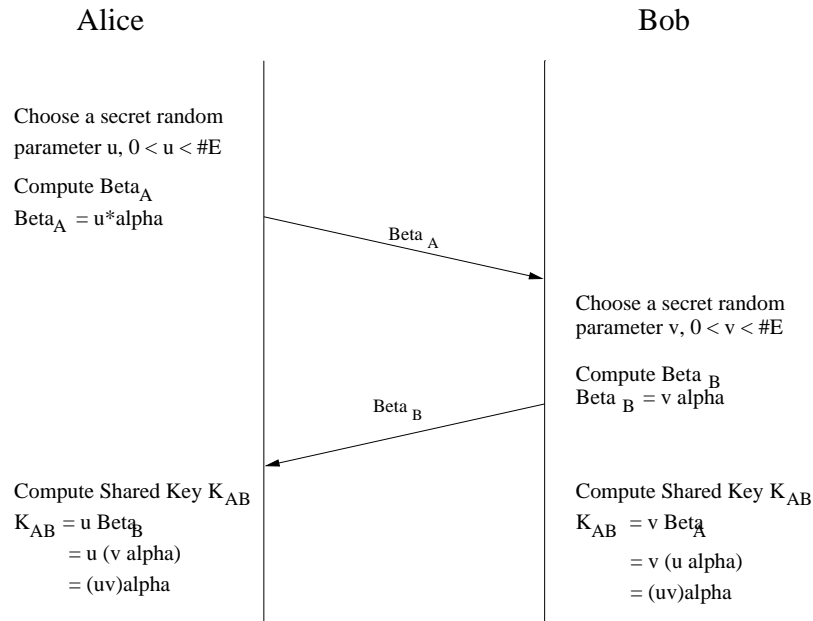 Alice
Bob
Choose a secret random
parameter u, 0 < u < #E
Compute Beta_A
Beta_A = u*alpha
Beta_A
Choose a secret random
parameter v, 0 < v < #E
Compute Beta_B
Beta_B = v alpha
Beta_B
Compute Shared Key K_AB
K_AB = u Beta_B
= u (v alpha)
= (uv)alpha
Compute Shared Key K_AB
K_AB = v Beta_A
= v (u alpha)
= (uv)alpha